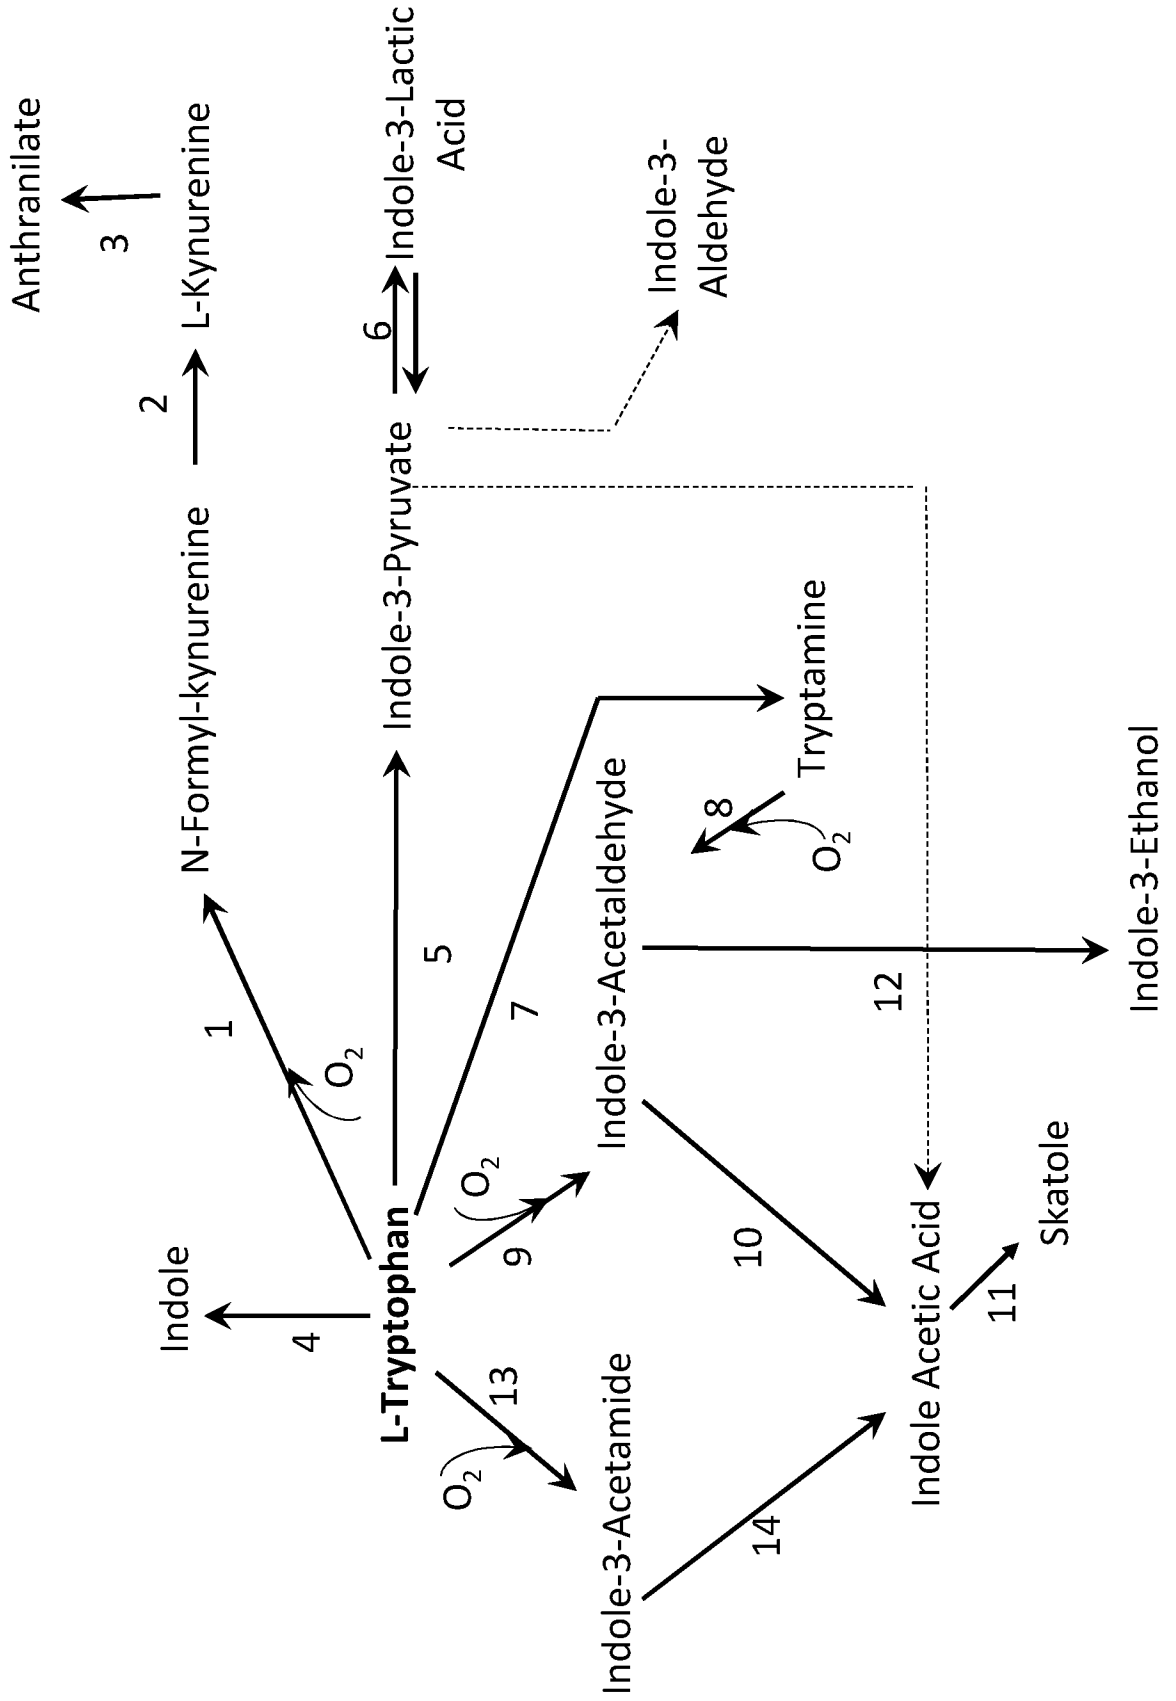 Anthranilate
3
L-Kynurenine
2
N-Formyl-kynurenine
1
O2
Indole
4
L-Tryptophan
5
Indole-3-Pyruvate
6
Indole-3-Lactic
Acid
Indole-3-
Aldehyde
7
Tryptamine
8
O2
9
O2
Indole-3-Acetaldehyde
13
O2
Indole-3-Acetamide
10
12
14
Indole Acetic Acid
11
Skatole
Indole-3-Ethanol